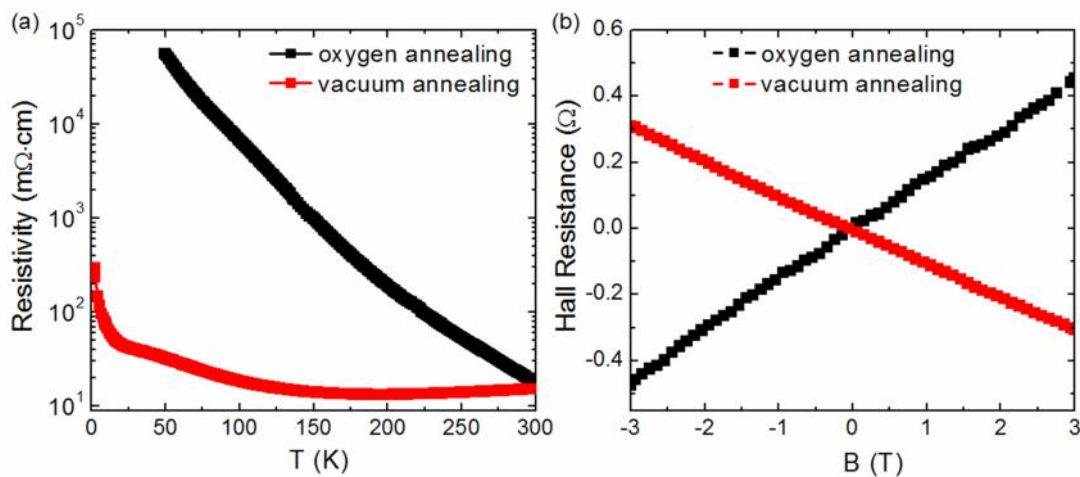 (a)
10^5
10^4
10^3
10^2
10^1
Resistivity (mΩ·cm)
oxygen annealing
vacuum annealing
0 50 100 150 200 250 300
T (K)
(b)
0.6
0.4
0.2
0.0
-0.2
-0.4
Hall Resistance (Ω)
oxygen annealing
vacuum annealing
-3 -2 -1 0 1 2 3
B (T)